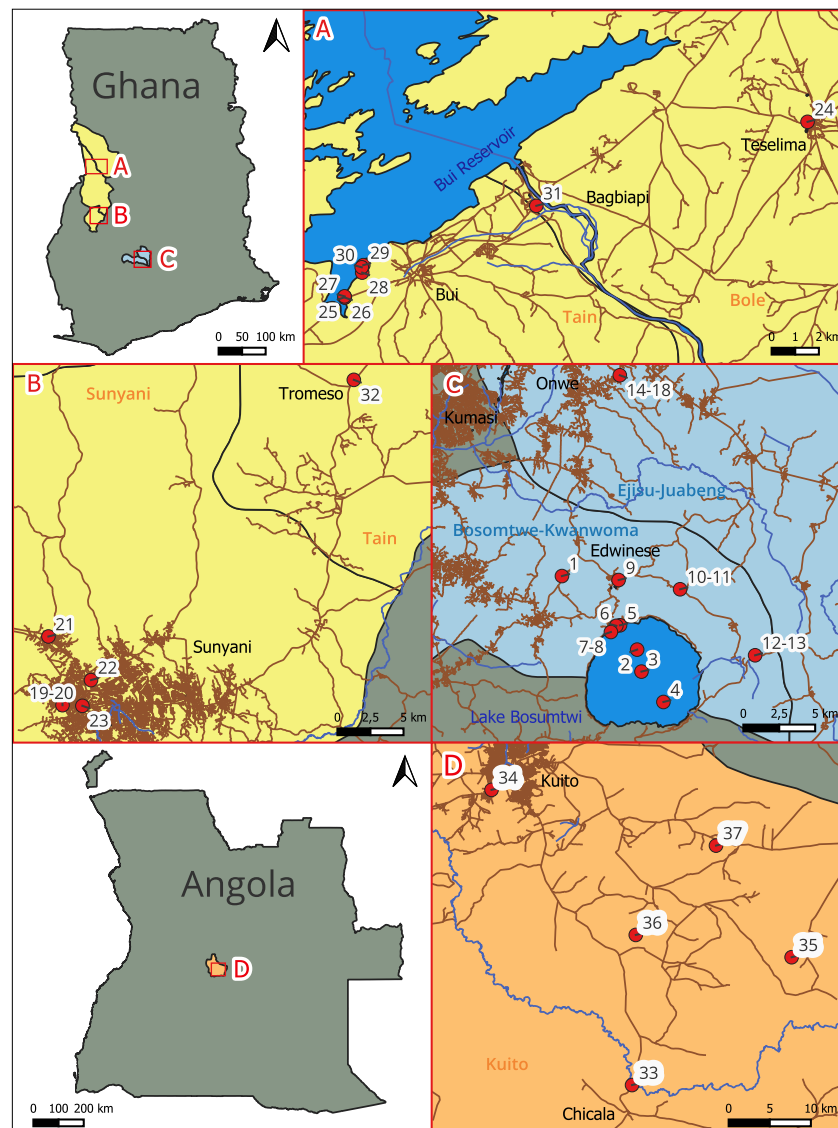 Ghana
A
B
C
0 50 100 km
A
24
Teselima
Bui Reservoir
31
Bagbiapi
30 29
27 28
25 26
Bui
Tain
Bole
0 1 2 km
B
Sunyani
Tromeso
32
Tain
21
Sunyani
22
19-20
23
0 2,5 5 km
C
Onwe
14-18
Kumasi
Ejisu-Juabeng
Bosomtwe-Kwanwoma
Edwinese
1
9
10-11
6 5
7-8
2 3
12-13
4
Lake Bosumtwi
0 2,5 5 km
Angola
D
0 100 200 km
D
34
Kuito
37
36
35
Kuito
33
Chicala
0 5 10 km